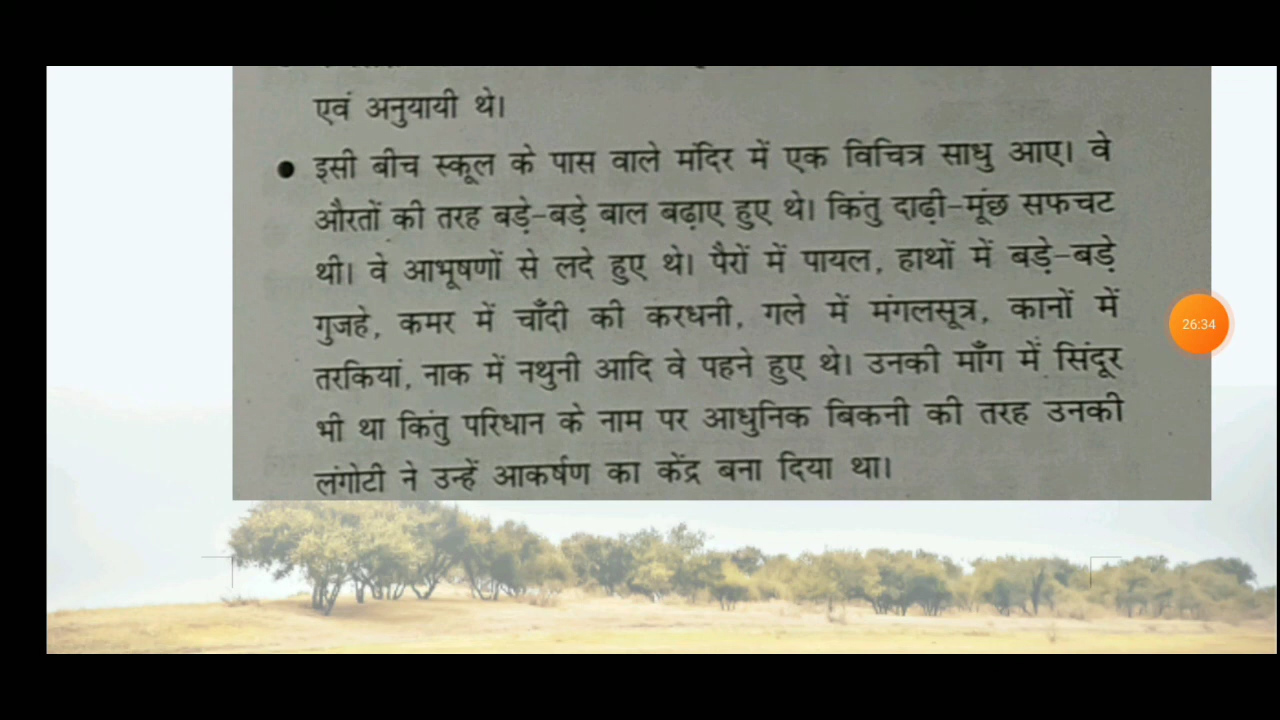 एवं अनुयायी थे।
● इसी बीच स्कूल के पास वाले मंदिर में एक विचित्र साधु आए। वे
औरतों की तरह बड़े-बड़े बाल बढ़ाए हुए थे। किंतु दाढ़ी-मूंछ सफचट
थी। वे आभूषणों से लदे हुए थे। पैरों में पायल, हाथों में बड़े-बड़े
गुजहे, कमर में चाँदी की करधनी, गले में मंगलसूत्र, कानों में
तरकियां, नाक में नथुनी आदि वे पहने हुए थे। उनकी माँग में सिंदूर
भी था किंतु परिधान के नाम पर आधुनिक बिकनी की तरह उनकी
लंगोटी ने उन्हें आकर्षण का केंद्र बना दिया था।
26:34